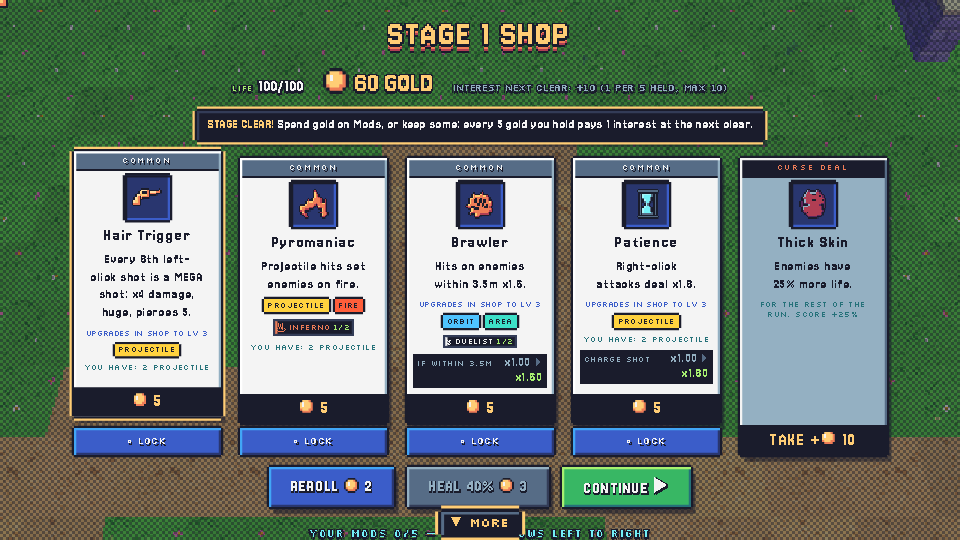 STAGE 1 SHOP
LIFE 100/100 60 GOLD INTEREST NEXT CLEAR: +10 (1 PER 5 HELD, MAX 10)
STAGE CLEAR! Spend gold on Mods, or keep some: every 5 gold you hold pays 1 interest at the next clear.
COMMON
Hair Trigger
Every 8th left-
click shot is a MEGA
shot: x4 damage,
huge, pierces 5.
UPGRADES IN SHOP TO LV 3
PROJECTILE
YOU HAVE: 2 PROJECTILE
5
LOCK
COMMON
Pyromaniac
Projectile hits set
enemies on fire.
PROJECTILE FIRE
INFERNO 1/2
YOU HAVE: 2 PROJECTILE
5
LOCK
COMMON
Brawler
Hits on enemies
within 3.5m x1.6.
UPGRADES IN SHOP TO LV 3
ORBIT AREA
DUELIST 1/2
IF WITHIN 3.5M x1.00
x1.60
5
LOCK
COMMON
Patience
Right-click
attacks deal x1.6.
UPGRADES IN SHOP TO LV 3
PROJECTILE
YOU HAVE: 2 PROJECTILE
CHARGE SHOT x1.00
x1.60
5
LOCK
CURSE DEAL
Thick Skin
Enemies have
25% more life.
FOR THE REST OF THE
RUN. SCORE +25%
TAKE + 10
REROLL 2
HEAL 40% 3
CONTINUE
MORE
YOUR MODS 0/5 — LEFT TO RIGHT